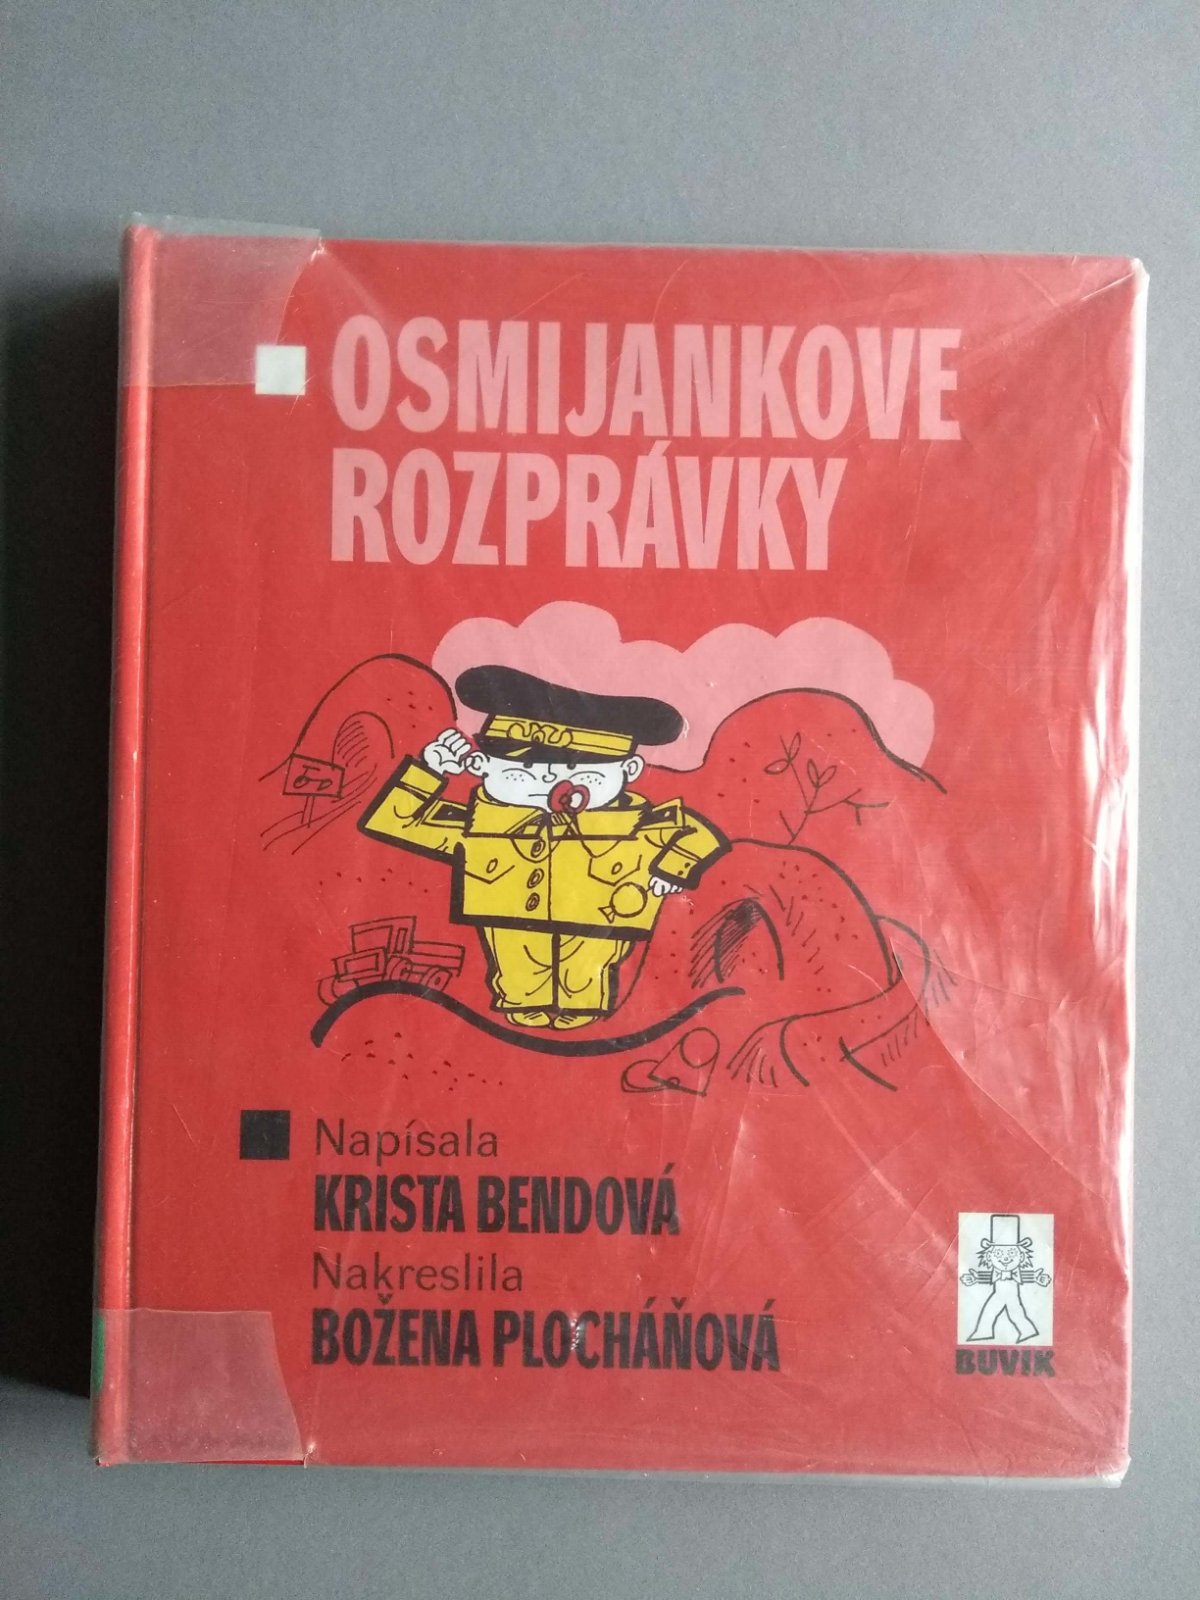 OSMIJANKOVE
ROZPRÁVKY
Napísala
KRISTA BENDOVÁ
Nakreslila
BOŽENA PLOCHÁŇOVÁ
BUVIK